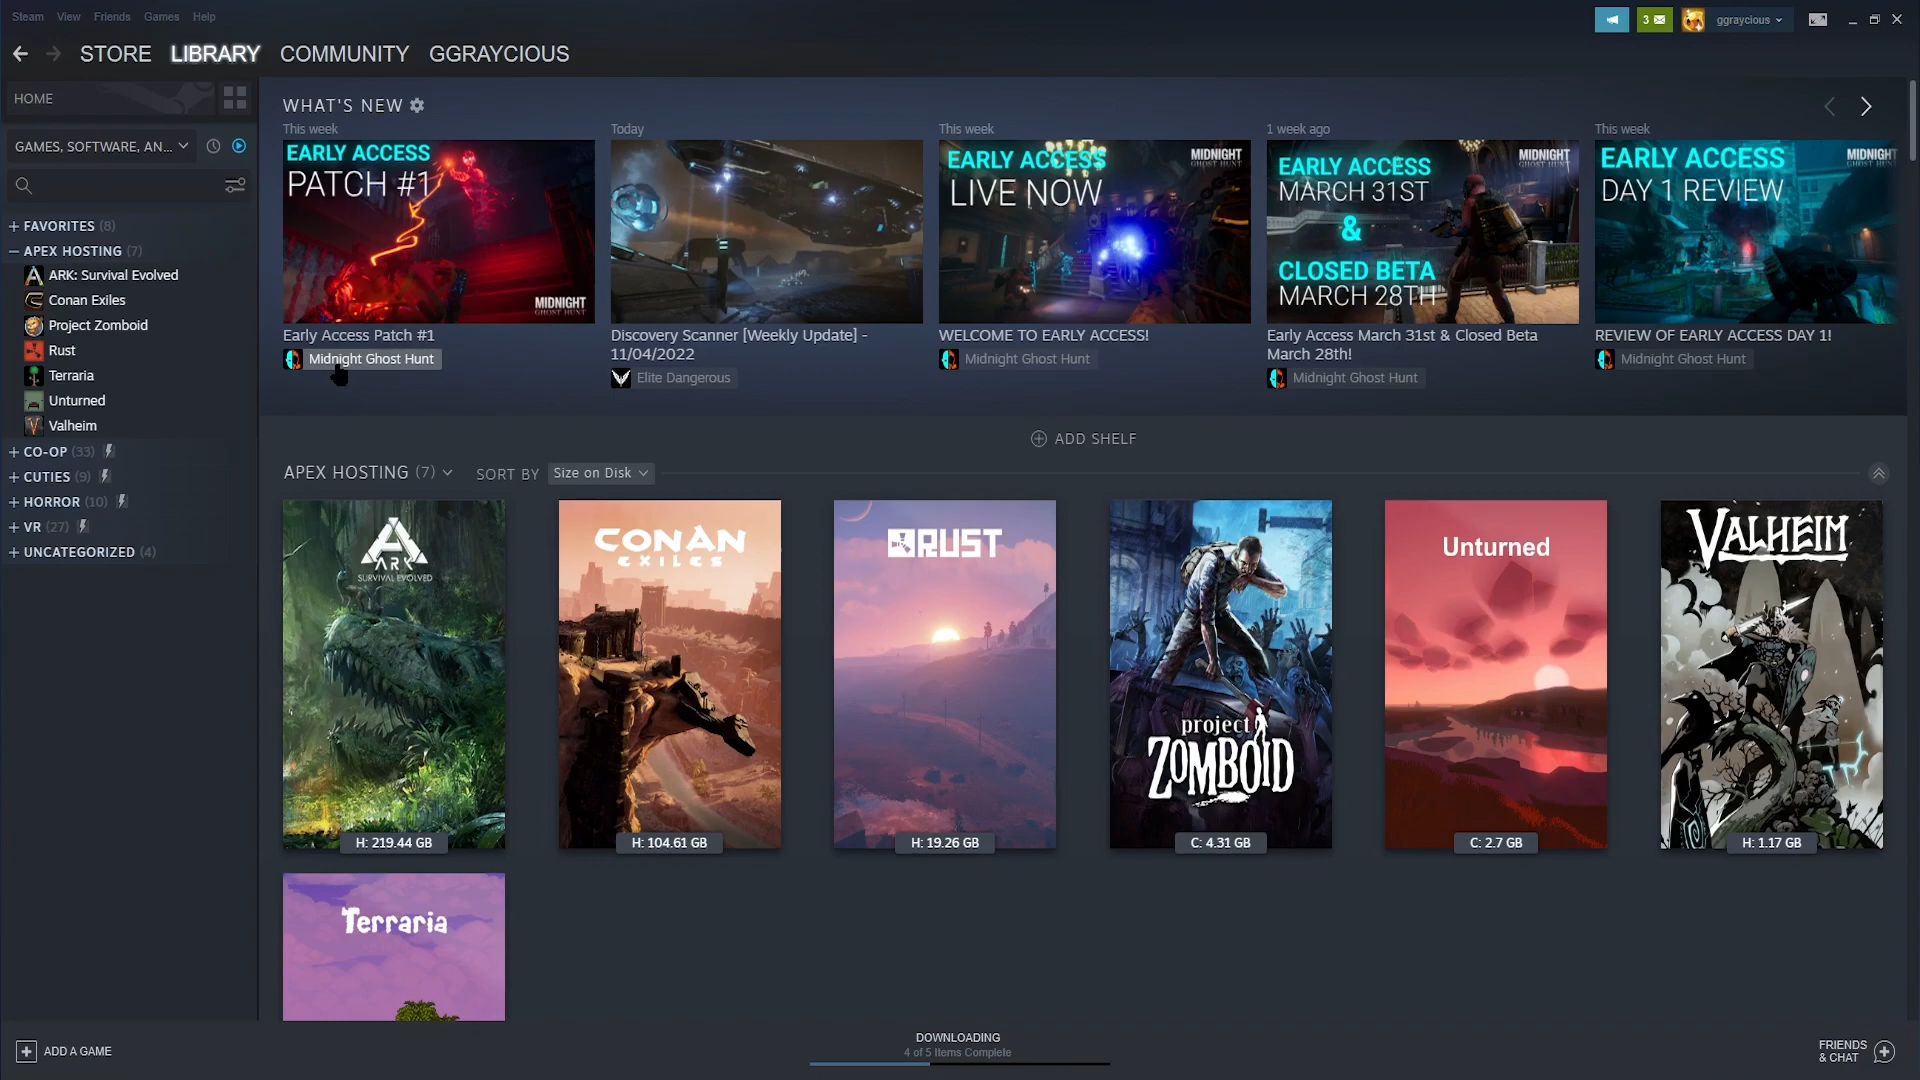 Steam View Friends Games Help
3 ggraycious
STORE LIBRARY COMMUNITY GGRAYCIOUS
HOME
GAMES, SOFTWARE, AN...
+ FAVORITES (8)
− APEX HOSTING (7)
ARK: Survival Evolved
Conan Exiles
Project Zomboid
Rust
Terraria
Unturned
Valheim
+ CO-OP (33)
+ CUTIES (9)
+ HORROR (10)
+ VR (27)
+ UNCATEGORIZED (4)
WHAT'S NEW
This week
EARLY ACCESS
PATCH #1
MIDNIGHT
GHOST HUNT
Early Access Patch #1
Midnight Ghost Hunt
Today
Discovery Scanner [Weekly Update] -
11/04/2022
Elite Dangerous
This week
EARLY ACCESS
LIVE NOW
MIDNIGHT
GHOST HUNT
WELCOME TO EARLY ACCESS!
Midnight Ghost Hunt
1 week ago
EARLY ACCESS
MARCH 31ST
&
CLOSED BETA
MARCH 28TH
MIDNIGHT
GHOST HUNT
Early Access March 31st & Closed Beta
March 28th!
Midnight Ghost Hunt
This week
EARLY ACCESS
DAY 1 REVIEW
MIDNIGHT
GHOST HUNT
REVIEW OF EARLY ACCESS DAY 1!
Midnight Ghost Hunt
ADD SHELF
APEX HOSTING (7) SORT BY Size on Disk
ARK
SURVIVAL EVOLVED
H: 219.44 GB
CONAN
EXILES
H: 104.61 GB
RUST
H: 19.26 GB
project
ZOMBOID
C: 4.31 GB
Unturned
C: 2.7 GB
VALHEIM
H: 1.17 GB
Terraria
ADD A GAME
DOWNLOADING
4 of 5 Items Complete
FRIENDS
& CHAT